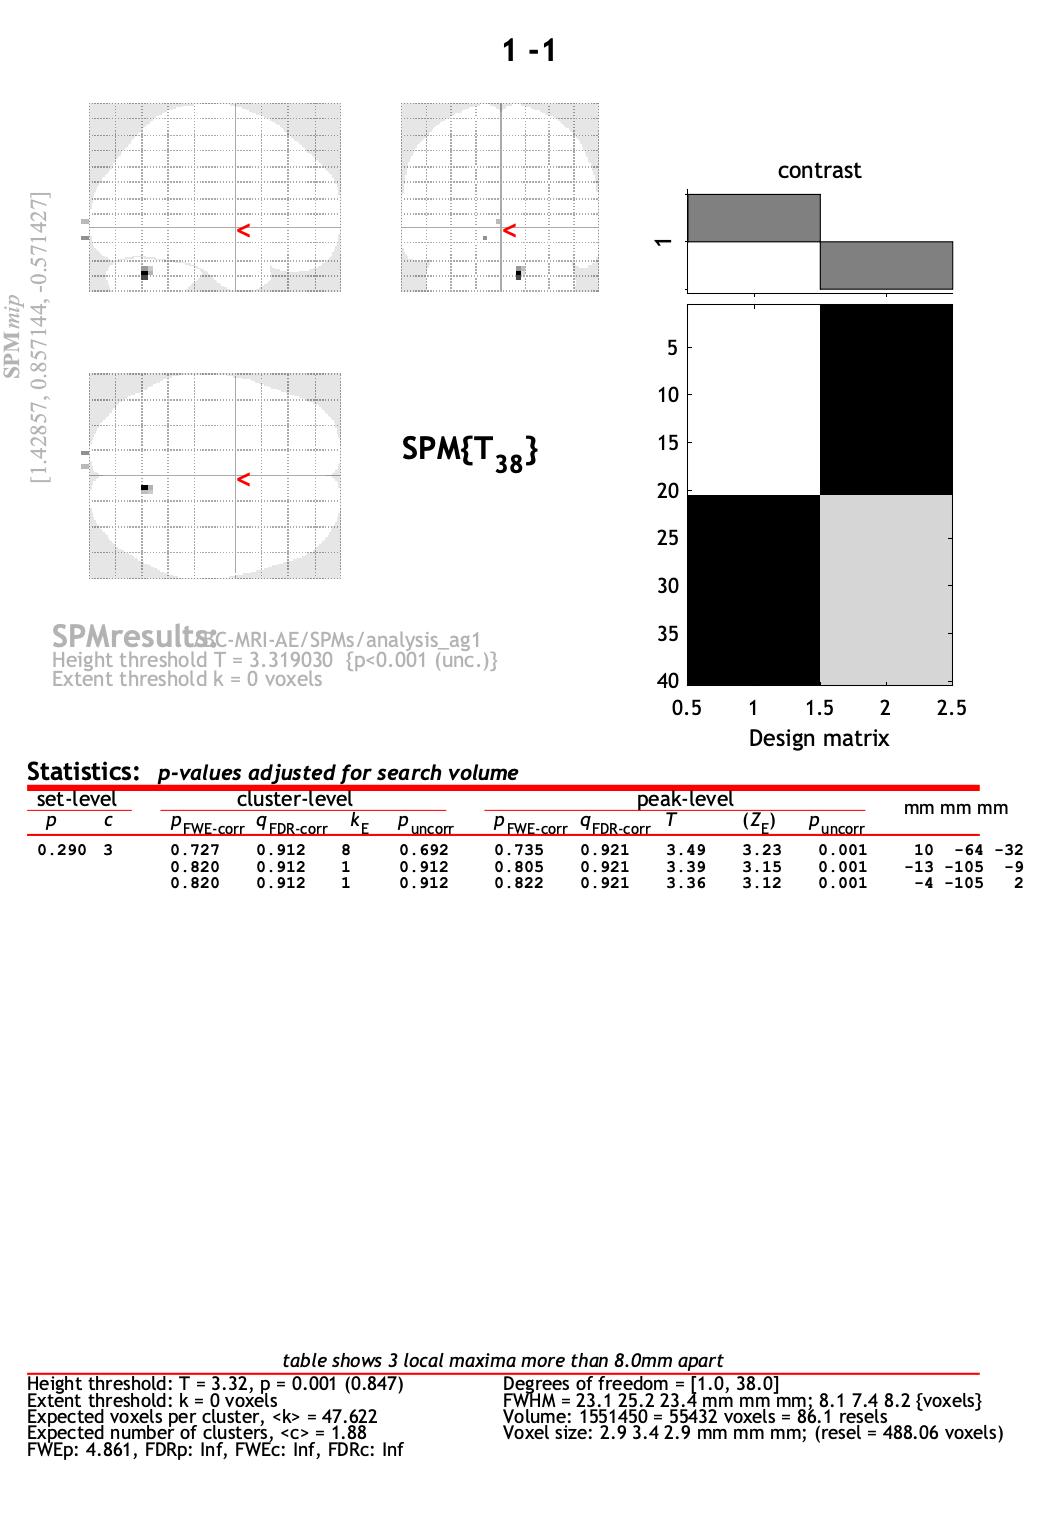 1 -1
SPMmip
[1.42857, 0.857144, -0.571427]
<
<
<
SPM{T38}
contrast
1
5
10
15
20
25
30
35
40
0.5 1 1.5 2 2.5
Design matrix
SPMresults: C-MRI-AE/SPMs/analysis_ag1
Height threshold T = 3.319030 {p<0.001 (unc.)}
Extent threshold k = 0 voxels
Statistics: p-values adjusted for search volume
set-level cluster-level peak-level mm mm mm
p c pFWE-corr qFDR-corr kE puncorr pFWE-corr qFDR-corr T (ZE) puncorr
0.290 3 0.727 0.912 8 0.692 0.735 0.921 3.49 3.23 0.001 10 -64 -32
0.820 0.912 1 0.912 0.805 0.921 3.39 3.15 0.001 -13 -105 -9
0.820 0.912 1 0.912 0.822 0.921 3.36 3.12 0.001 -4 -105 2
table shows 3 local maxima more than 8.0mm apart
Height threshold: T = 3.32, p = 0.001 (0.847)
Extent threshold: k = 0 voxels
Expected voxels per cluster, <k> = 47.622
Expected number of clusters, <c> = 1.88
FWEp: 4.861, FDRp: Inf, FWEc: Inf, FDRc: Inf
Degrees of freedom = [1.0, 38.0]
FWHM = 23.1 25.2 23.4 mm mm mm; 8.1 7.4 8.2 {voxels}
Volume: 1551450 = 55432 voxels = 86.1 resels
Voxel size: 2.9 3.4 2.9 mm mm mm; (resel = 488.06 voxels)